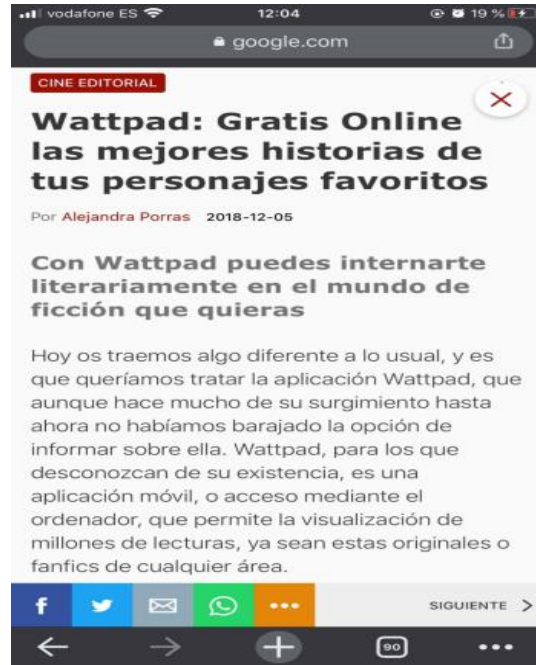 vodafone ES 12:04 19 %
google.com
CINE EDITORIAL
Wattpad: Gratis Online
las mejores historias de
tus personajes favoritos
Por Alejandra Porras 2018-12-05
Con Wattpad puedes internarte
literariamente en el mundo de
ficción que quieras
Hoy os traemos algo diferente a lo usual, y es
que queríamos tratar la aplicación Wattpad, que
aunque hace mucho de su surgimiento hasta
ahora no habíamos barajado la opción de
informar sobre ella. Wattpad, para los que
desconozcan de su existencia, es una
aplicación móvil, o acceso mediante el
ordenador, que permite la visualización de
millones de lecturas, ya sean estas originales o
fanfics de cualquier área.
SIGUIENTE
90